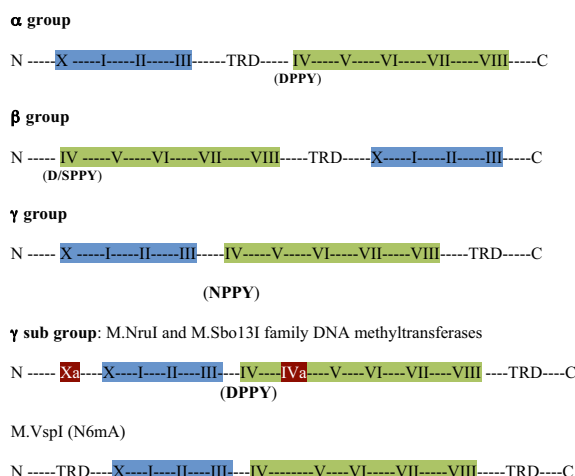 α group
N -----X -----I-----II-----III------TRD----- IV-----V-----VI-----VII-----VIII-----C
(DPPY)
β group
N ----- IV -----V-----VI-----VII-----VIII-----TRD-----X----I-----II-----III-----C
(D/SPPY)
γ group
N ----- X -----I-----II-----III-----IV-----V-----VI-----VII-----VIII-----TRD-----C
(NPPY)
γ sub group: M.NruI and M.Sbo13I family DNA methyltransferases
N ----- Xa----X----I----II----III----IV----IVa----V----VI----VII----VIII ----TRD----C
(DPPY)
M.VspI (N6mA)
N -----TRD----X----I----II----III----IV--------V----VI----VII----VIII-----TRD----C